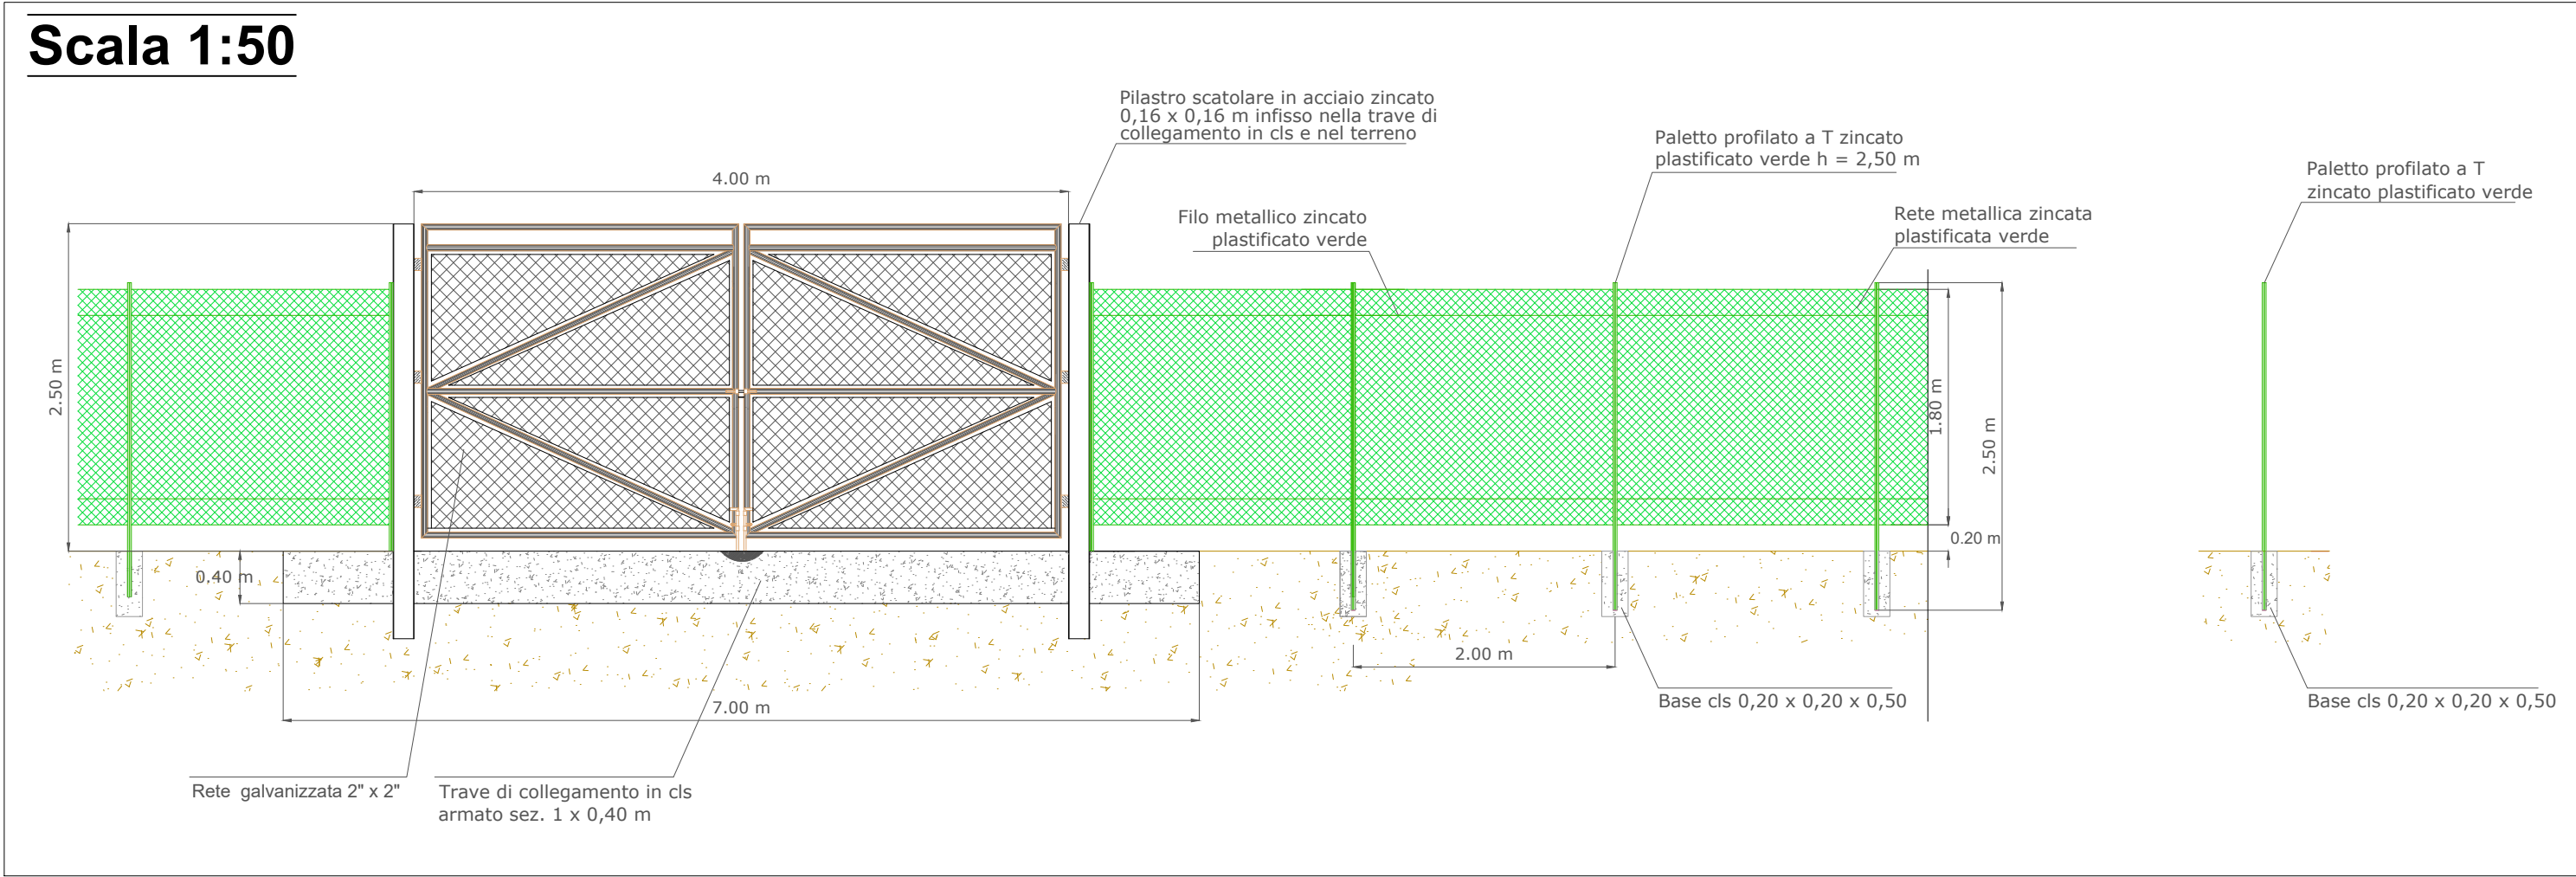 Scala 1:50
Pilastro scatolare in acciaio zincato
0,16 x 0,16 m infisso nella trave di
collegamento in cls e nel terreno
Paletto profilato a T zincato
plastificato verde h = 2,50 m
Paletto profilato a T
zincato plastificato verde
4.00 m
Filo metallico zincato
plastificato verde
Rete metallica zincata
plastificata verde
2.50 m
1.80 m
2.50 m
0.20 m
0.40 m
2.00 m
7.00 m
Base cls 0,20 x 0,20 x 0,50
Base cls 0,20 x 0,20 x 0,50
Rete galvanizzata 2" x 2"
Trave di collegamento in cls
armato sez. 1 x 0,40 m